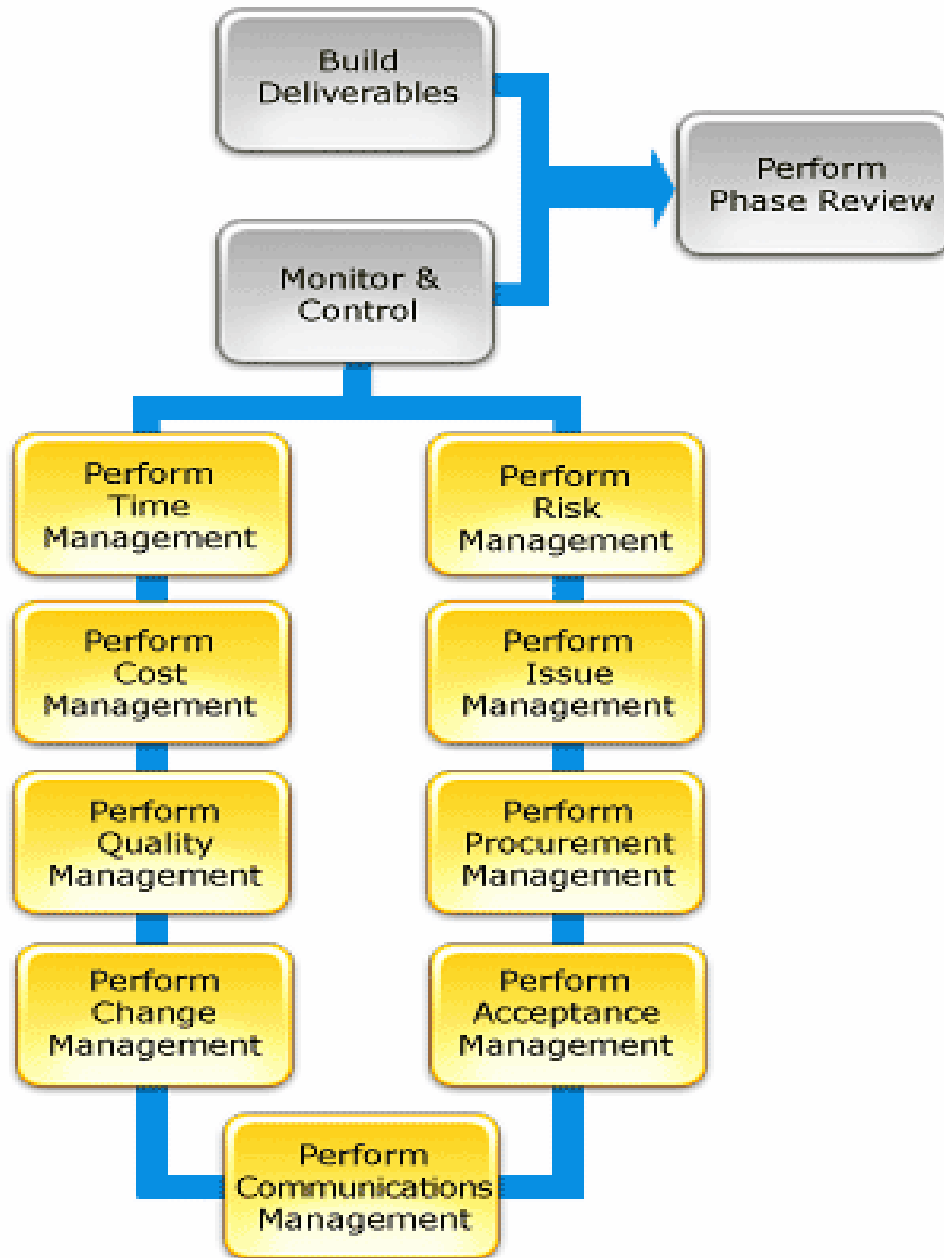 Build
Deliverables
Perform
Phase Review
Monitor &
Control
Perform
Time
Management
Perform
Risk
Management
Perform
Cost
Management
Perform
Issue
Management
Perform
Quality
Management
Perform
Procurement
Management
Perform
Change
Management
Perform
Acceptance
Management
Perform
Communications
Management